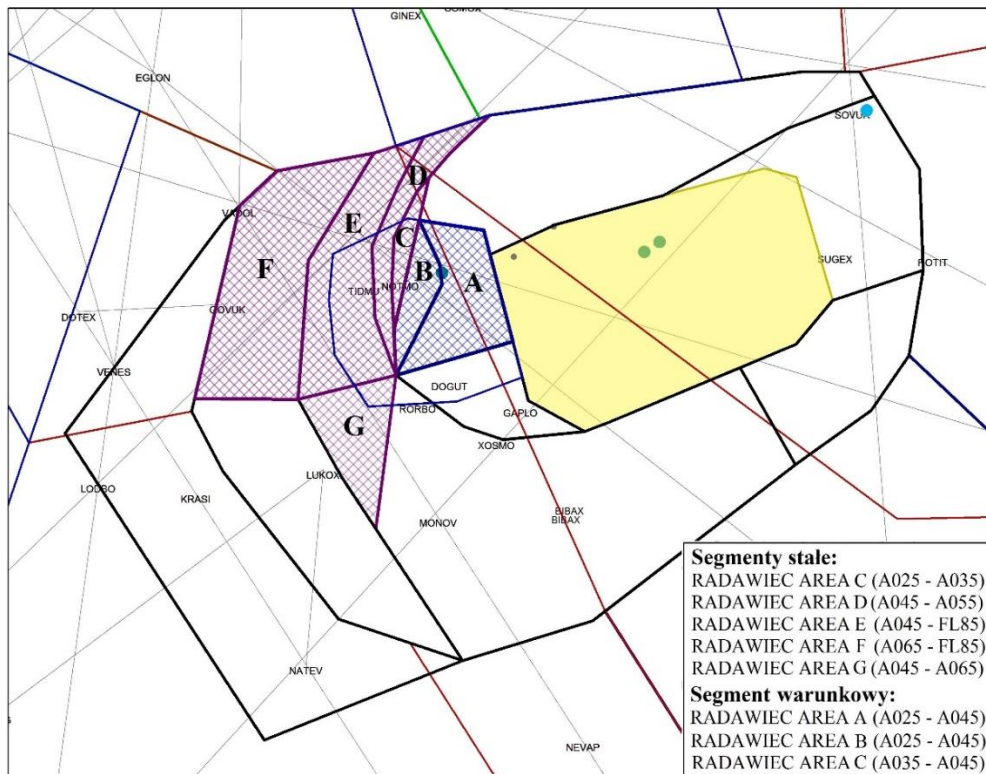 GINEX
EGLON
SOVUK
D
VADOL
E
C
F
B
A
SUGEX
ROTIT
TIDMU
NOTMO
GOVUK
DOTEX
VENES
DOGUT
RORBO
GAPLO
G
XOSMO
LUKOX
LODBO
KRASI
MONOV
BIBAX
BIBAX
NATEV
NEVAP
Segmenty stałe:
RADAWIEC AREA C (A025 - A035)
RADAWIEC AREA D (A045 - A055)
RADAWIEC AREA E (A045 - FL85)
RADAWIEC AREA F (A065 - FL85)
RADAWIEC AREA G (A045 - A065)
Segment warunkowy:
RADAWIEC AREA A (A025 - A045)
RADAWIEC AREA B (A025 - A045)
RADAWIEC AREA C (A035 - A045)